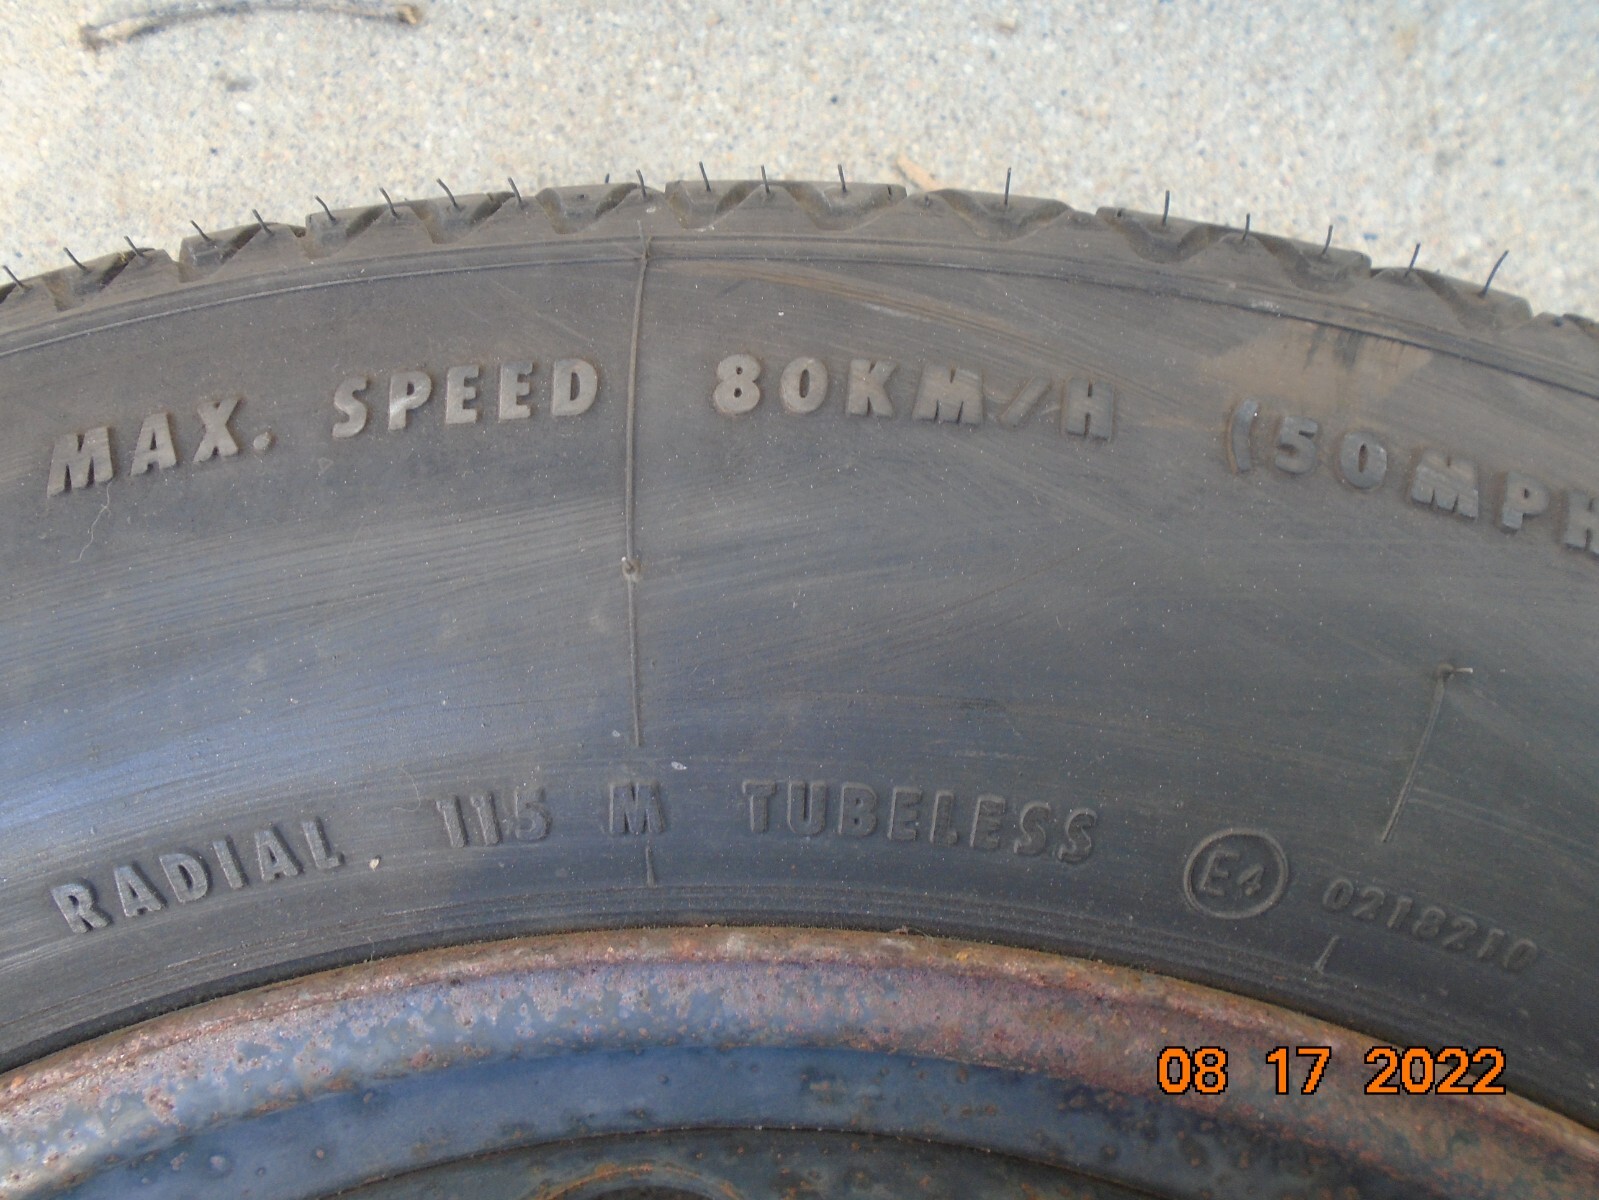 MAX. SPEED 80KM/H (50MPH
RADIAL 115 M TUBELESS E4 0218210
08 17 2022